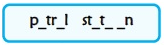 p_tr_l st_t_ _n